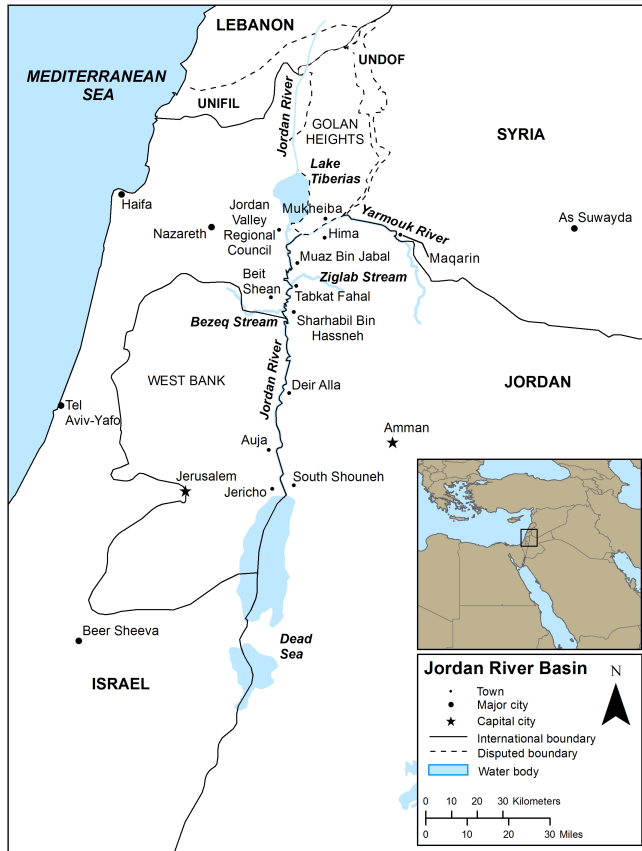 LEBANON
MEDITERRANEAN
SEA
UNDOF
UNIFIL
Jordan River
GOLAN
HEIGHTS
SYRIA
Lake
Tiberias
Haifa
Mukheiba
Yarmouk River
As Suwayda
Jordan
Valley
Regional
Council
Nazareth
Hima
Maqarin
Muaz Bin Jabal
Ziglab Stream
Beit
Shean
Tabkat Fahal
Bezeq Stream
Sharhabil Bin
Hassneh
WEST BANK
Jordan River
Deir Alla
JORDAN
Tel
Aviv-Yafo
Amman
Auja
Jerusalem
Jericho
South Shouneh
Beer Sheeva
Dead
Sea
ISRAEL
Jordan River Basin
N
Town
Major city
Capital city
International boundary
Disputed boundary
Water body
0 10 20 30 Kilometers
0 10 20 30 Miles